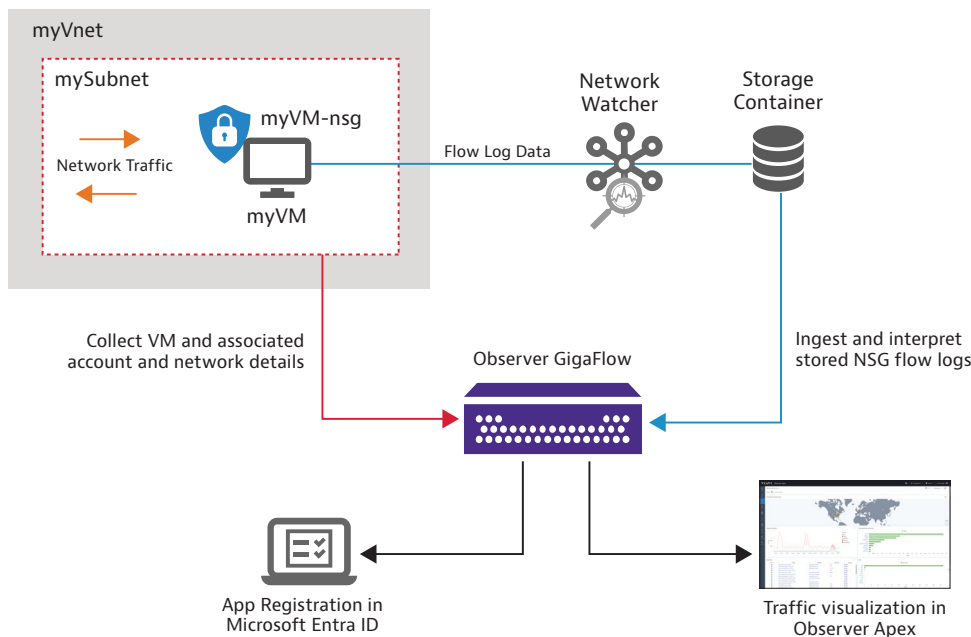 myVnet
mySubnet
myVM-nsg
Network Traffic
myVM
Flow Log Data
Network
Watcher
Storage
Container
Collect VM and associated
account and network details
Observer GigaFlow
Ingest and interpret
stored NSG flow logs
App Registration in
Microsoft Entra ID
Traffic visualization in
Observer Apex